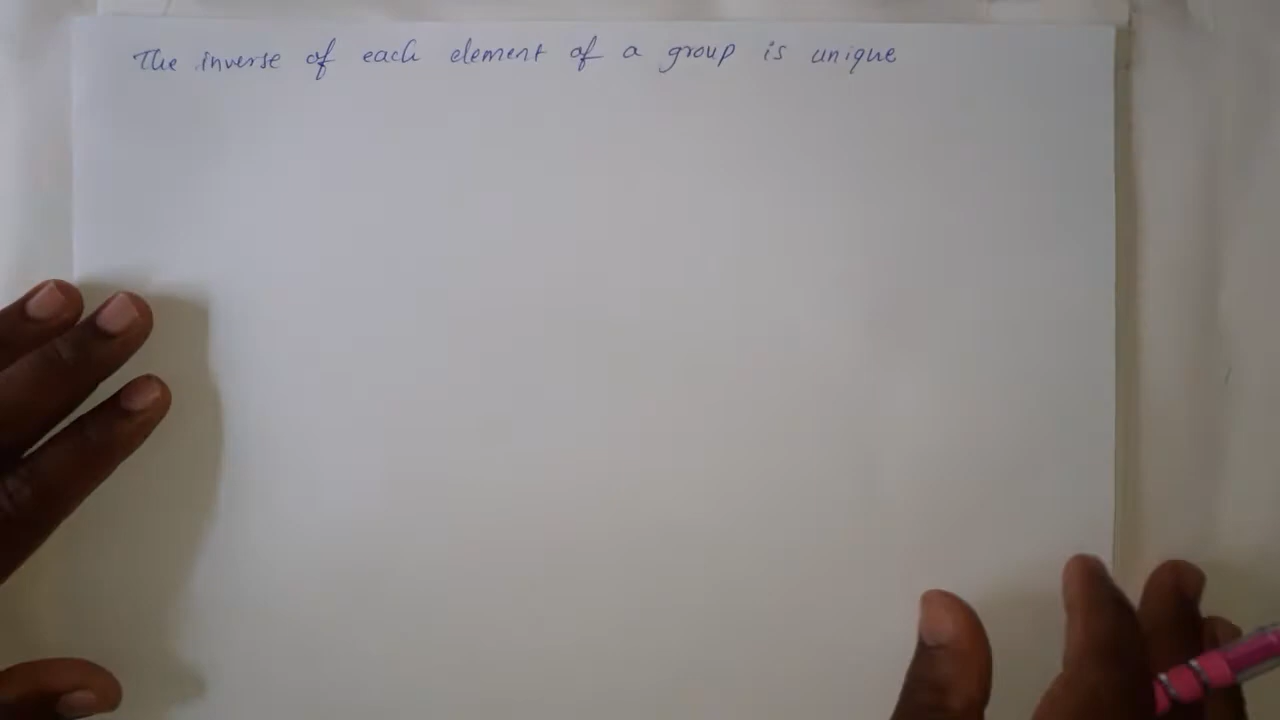 The inverse of each element of a group is unique